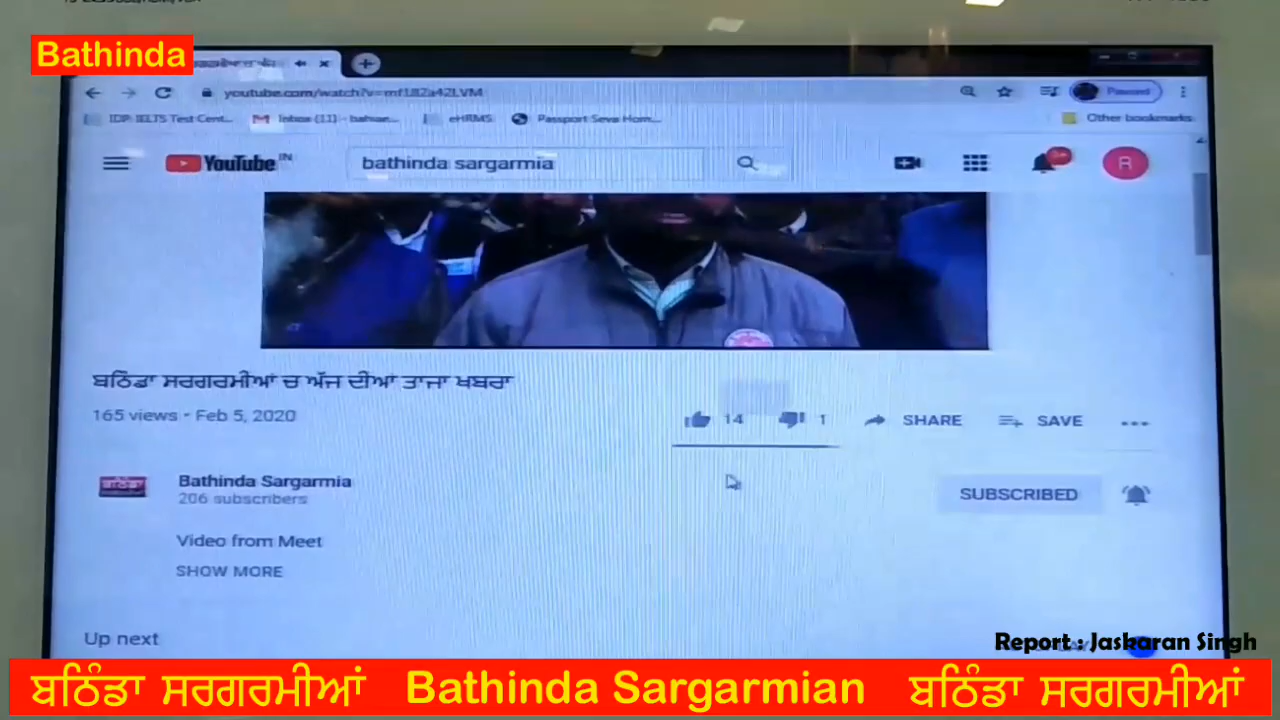 Bathinda
youtube.com/watch?v=mf182a42LVM Paused
IDP IELTS Test Cent... Inbox (11) - eHRMS Passport Seva Hom... Other bookmarks
YouTube IN bathinda sargarmia R
ਬਠਿੰਡਾ ਸਰਗਰਮੀਆਂ ਚ ਅੱਜ ਦੀਆਂ ਤਾਜਾ ਖਬਰਾ
165 views · Feb 5, 2020 14 1 SHARE SAVE
Bathinda Sargarmia
206 subscribers SUBSCRIBED
Video from Meet
SHOW MORE
Up next
Report : Jaskaran Singh
ਬਠਿੰਡਾ ਸਰਗਰਮੀਆਂ Bathinda Sargarmian ਬਠਿੰਡਾ ਸਰਗਰਮੀਆਂ